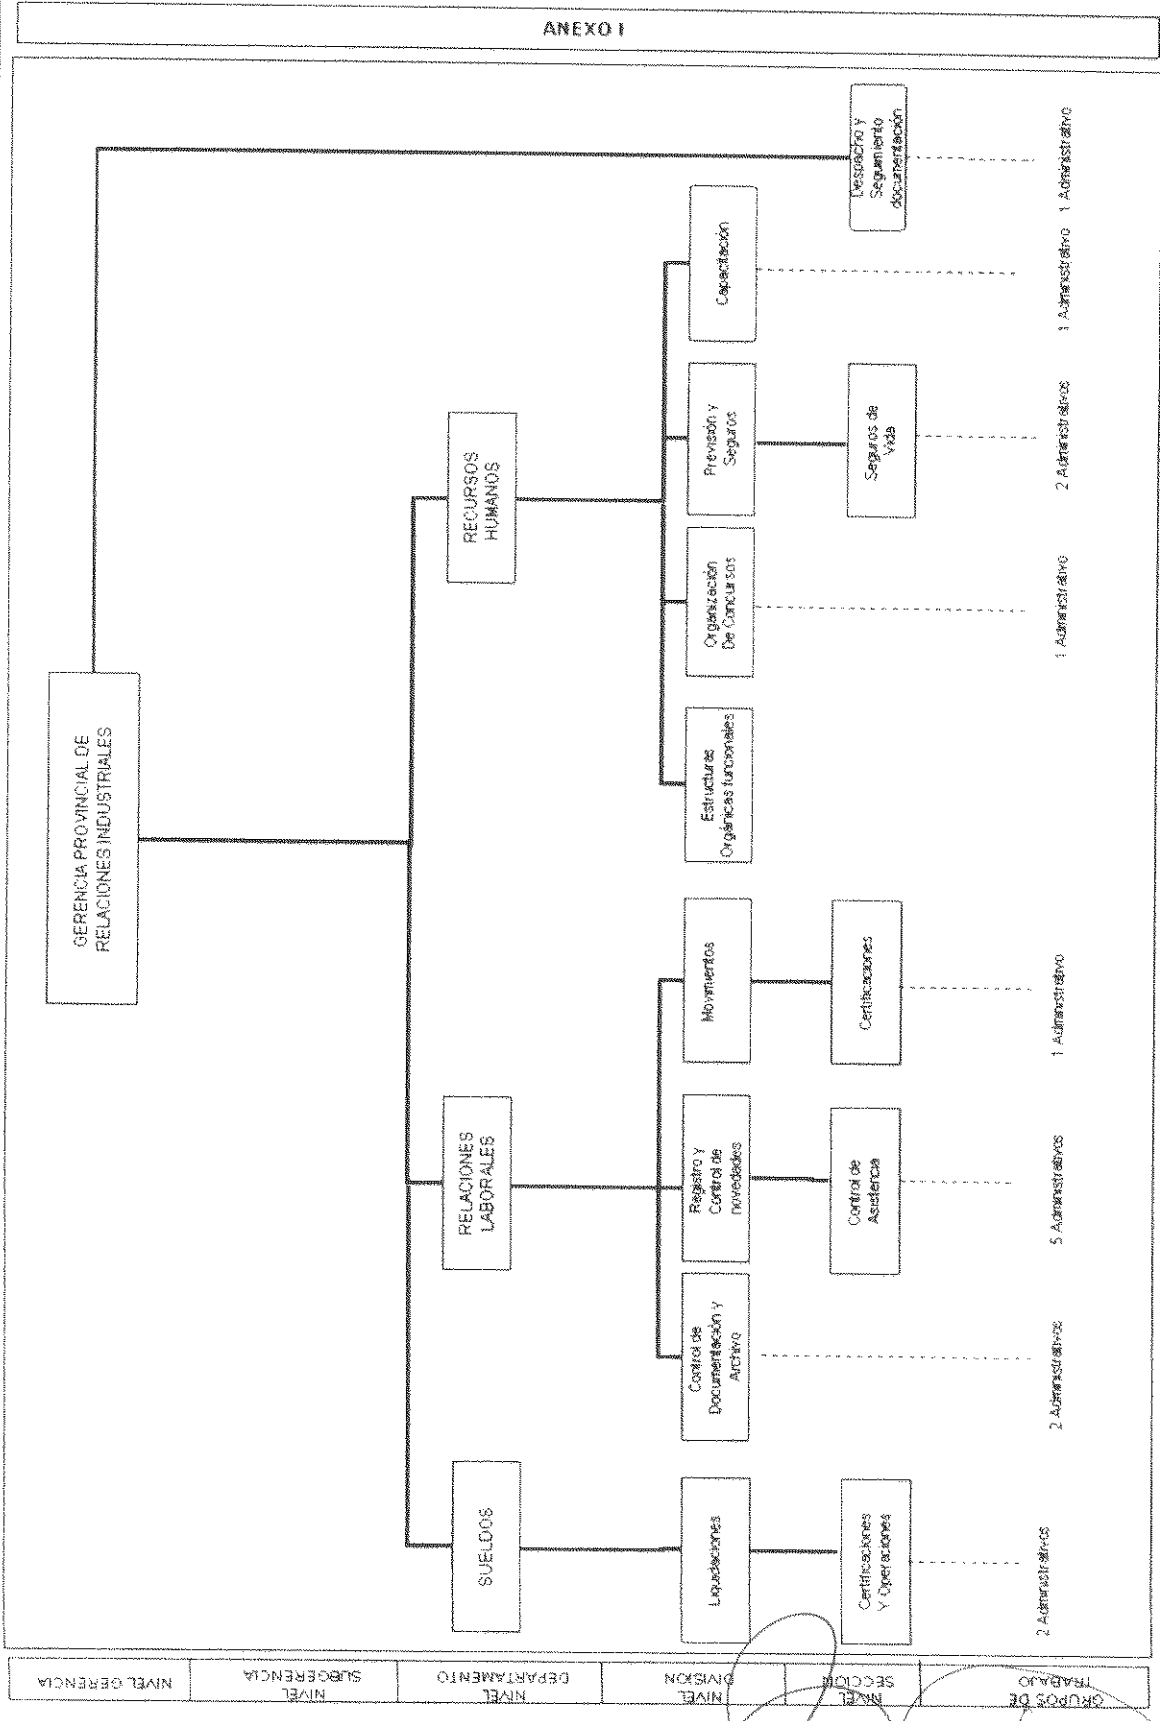 ANEXO I
GERENCIA PROVINCIAL DE
RELACIONES INDUSTRIALES
SUELDOS
RELACIONES
LABORALES
RECURSOS
HUMANOS
Liquidaciones
Control de
Documentación y
Archivo
Registro y
Control de
novedades
Movimientos
Estructuras
Orgánicas funcionales
Organización
De Concursos
Previsión y
Seguros
Capacitación
Despacho y
Seguimiento
documentación
Certificaciones
Y Operaciones
Control de
Asistencia
Certificaciones
Seguros de
Vida
2 Administrativos
2 Administrativos
5 Administrativos
1 Administrativo
1 Administrativo
2 Administrativos
1 Administrativo
1 Administrativo
NIVEL GERENCIA
NIVEL
SUBGERENCIA
NIVEL
DEPARTAMENTO
NIVEL
DIVISION
NIVEL
SECCION
GRUPOS DE
TRABAJO